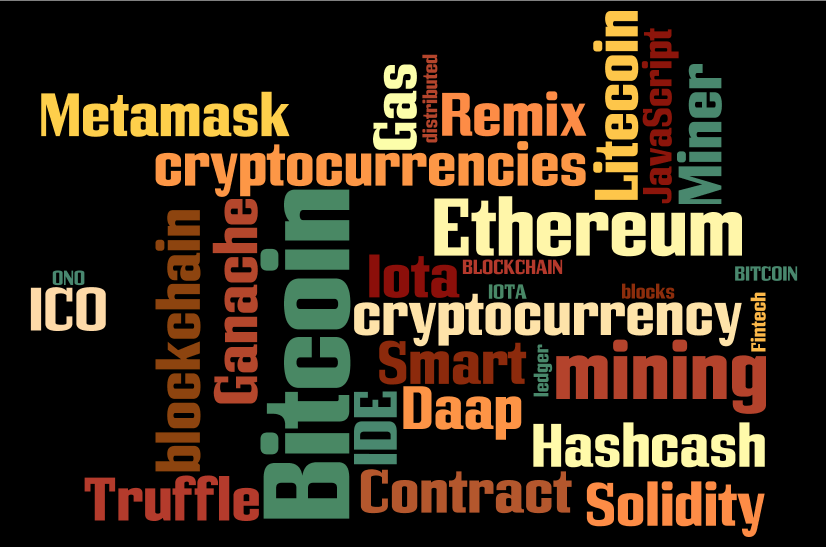 Litecoin
JavaScript
Gas
distributed
Miner
Metamask
Remix
cryptocurrencies
Bitcoin
Ethereum
Ganache
blockchain
Iota
BLOCKCHAIN
BITCOIN
ONO
IOTA
blocks
ICO
cryptocurrency
Fintech
Smart
ledger
mining
Daap
IDE
Hashcash
Truffle
Contract
Solidity